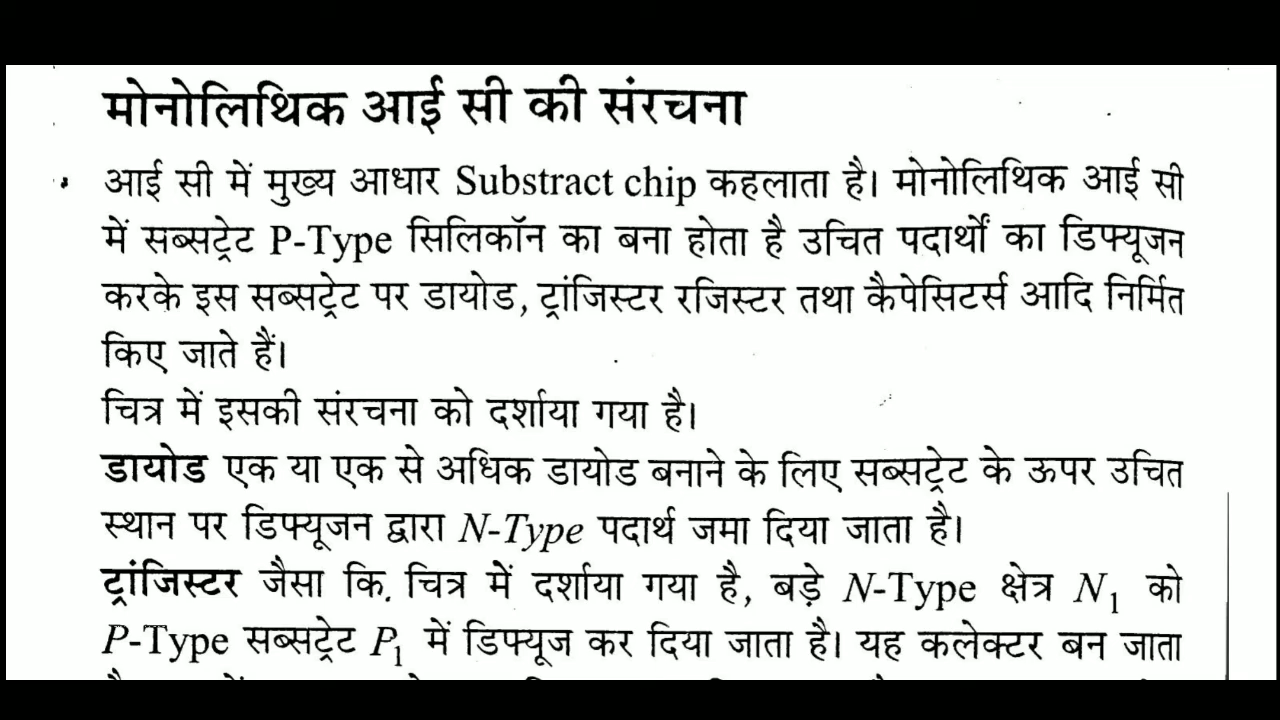 मोनोलिथिक आई सी की संरचना
आई सी में मुख्य आधार Substract chip कहलाता है। मोनोलिथिक आई सी
में सब्सट्रेट P-Type सिलिकॉन का बना होता है उचित पदार्थों का डिफ्यूजन
करके इस सब्सट्रेट पर डायोड, ट्रांजिस्टर रजिस्टर तथा कैपेसिटर्स आदि निर्मित
किए जाते हैं।
चित्र में इसकी संरचना को दर्शाया गया है।
डायोड एक या एक से अधिक डायोड बनाने के लिए सब्सट्रेट के ऊपर उचित
स्थान पर डिफ्यूजन द्वारा N-Type पदार्थ जमा दिया जाता है।
ट्रांजिस्टर जैसा कि चित्र में दर्शाया गया है, बड़े N-Type क्षेत्र N₁ को
P-Type सब्सट्रेट P₁ में डिफ्यूज कर दिया जाता है। यह कलेक्टर बन जाता